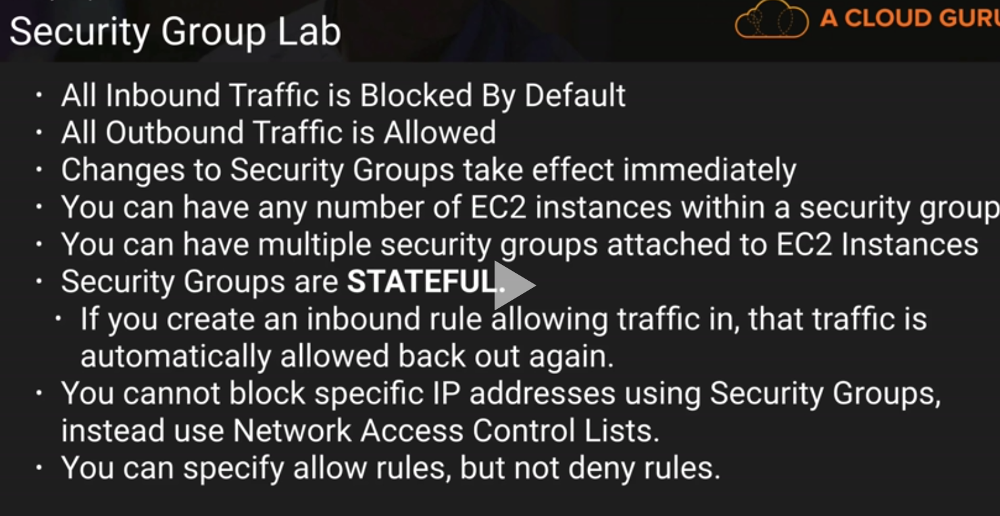 Security Group Lab
A CLOUD GURU
· All Inbound Traffic is Blocked By Default
· All Outbound Traffic is Allowed
· Changes to Security Groups take effect immediately
· You can have any number of EC2 instances within a security group
· You can have multiple security groups attached to EC2 Instances
· Security Groups are STATEFUL.
· If you create an inbound rule allowing traffic in, that traffic is
automatically allowed back out again.
· You cannot block specific IP addresses using Security Groups,
instead use Network Access Control Lists.
· You can specify allow rules, but not deny rules.